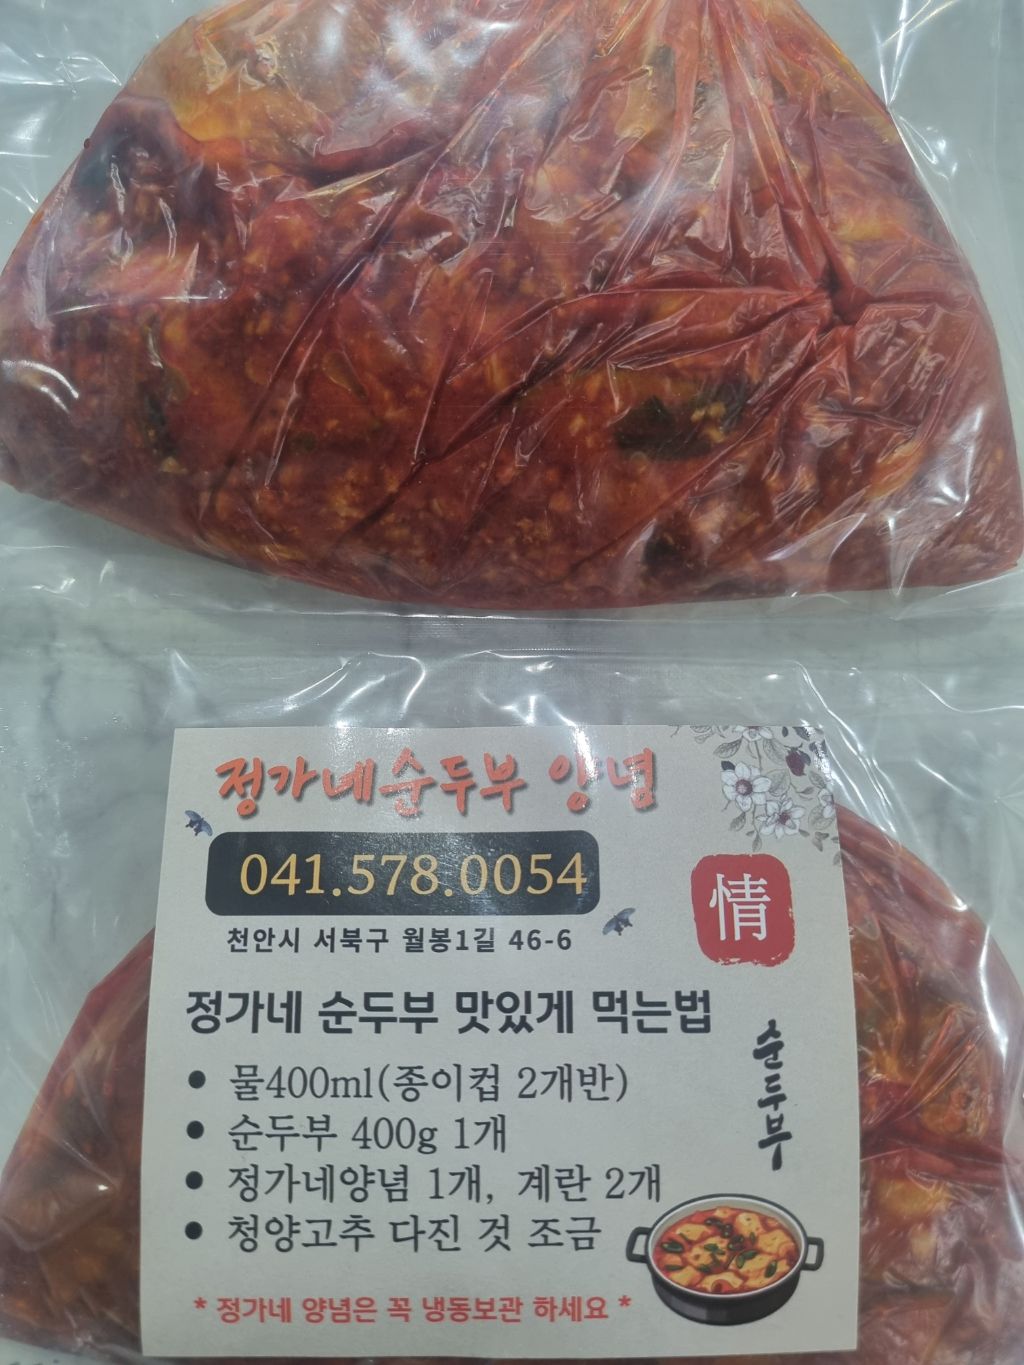 정가네순두부 양념
041.578.0054
천안시 서북구 월봉1길 46-6
情
정가네 순두부 맛있게 먹는법
순두부
• 물400ml(종이컵 2개반)
• 순두부 400g 1개
• 정가네양념 1개, 계란 2개
• 청양고추 다진 것 조금
* 정가네 양념은 꼭 냉동보관 하세요 *